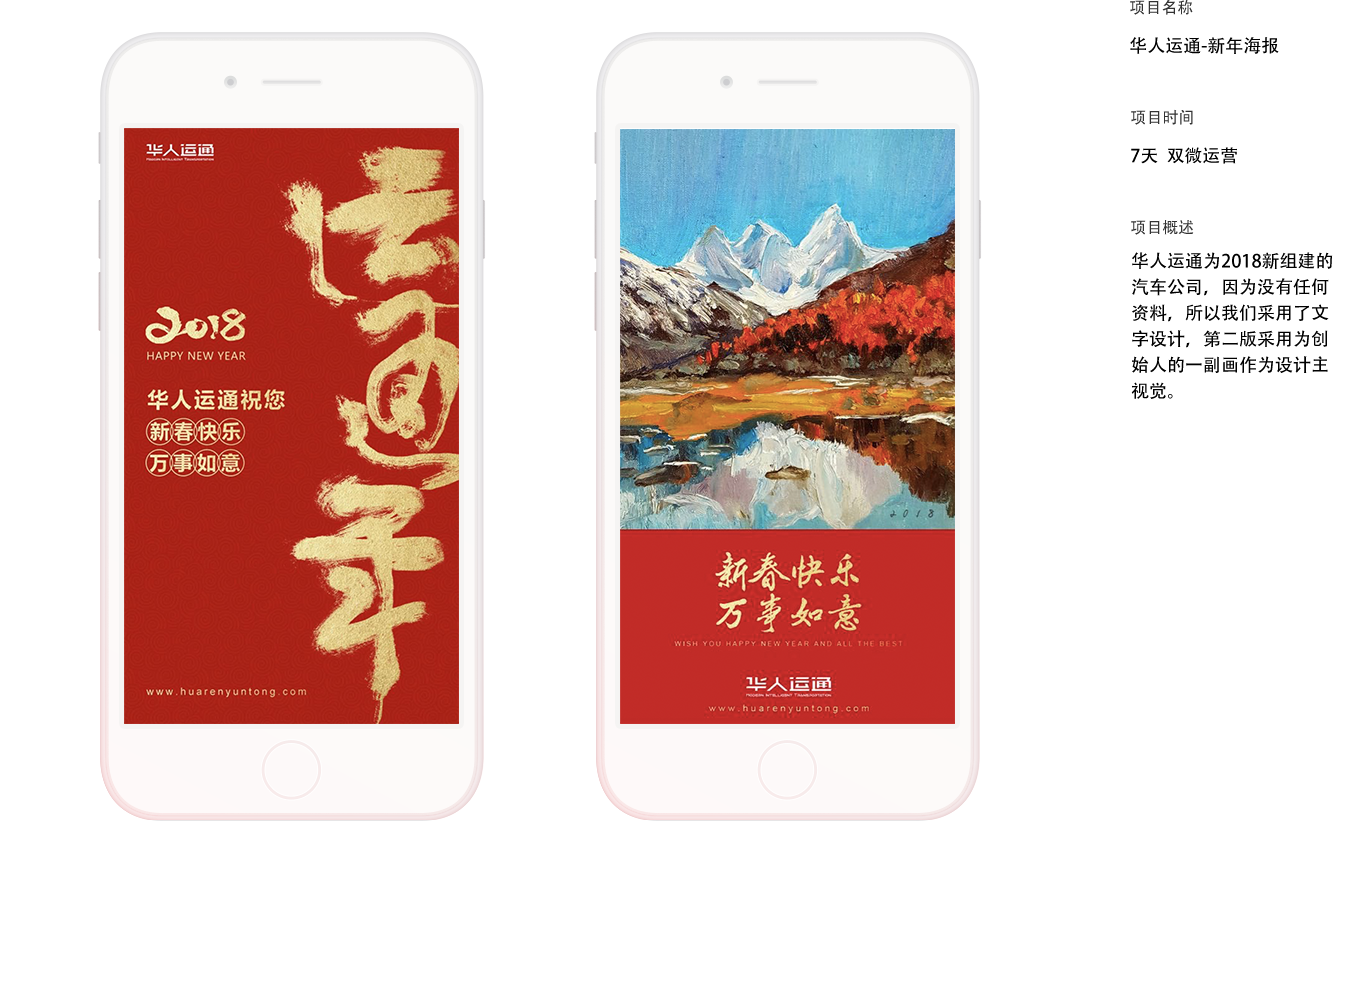 华人运通
MODERN INTELLIGENT TRANSPORTATION
运通年
2018
HAPPY NEW YEAR
华人运通祝您
新春快乐
万事如意
www.huarenyuntong.com
2018
新春快乐
万事如意
WISH YOU HAPPY NEW YEAR AND ALL THE BEST
华人运通
MODERN INTELLIGENT TRANSPORTATION
www.huarenyuntong.com
项目名称
华人运通-新年海报
项目时间
7天 双微运营
项目概述
华人运通为2018新组建的
汽车公司，因为没有任何
资料，所以我们采用了文
字设计，第二版采用为创
始人的一副画作为设计主
视觉。